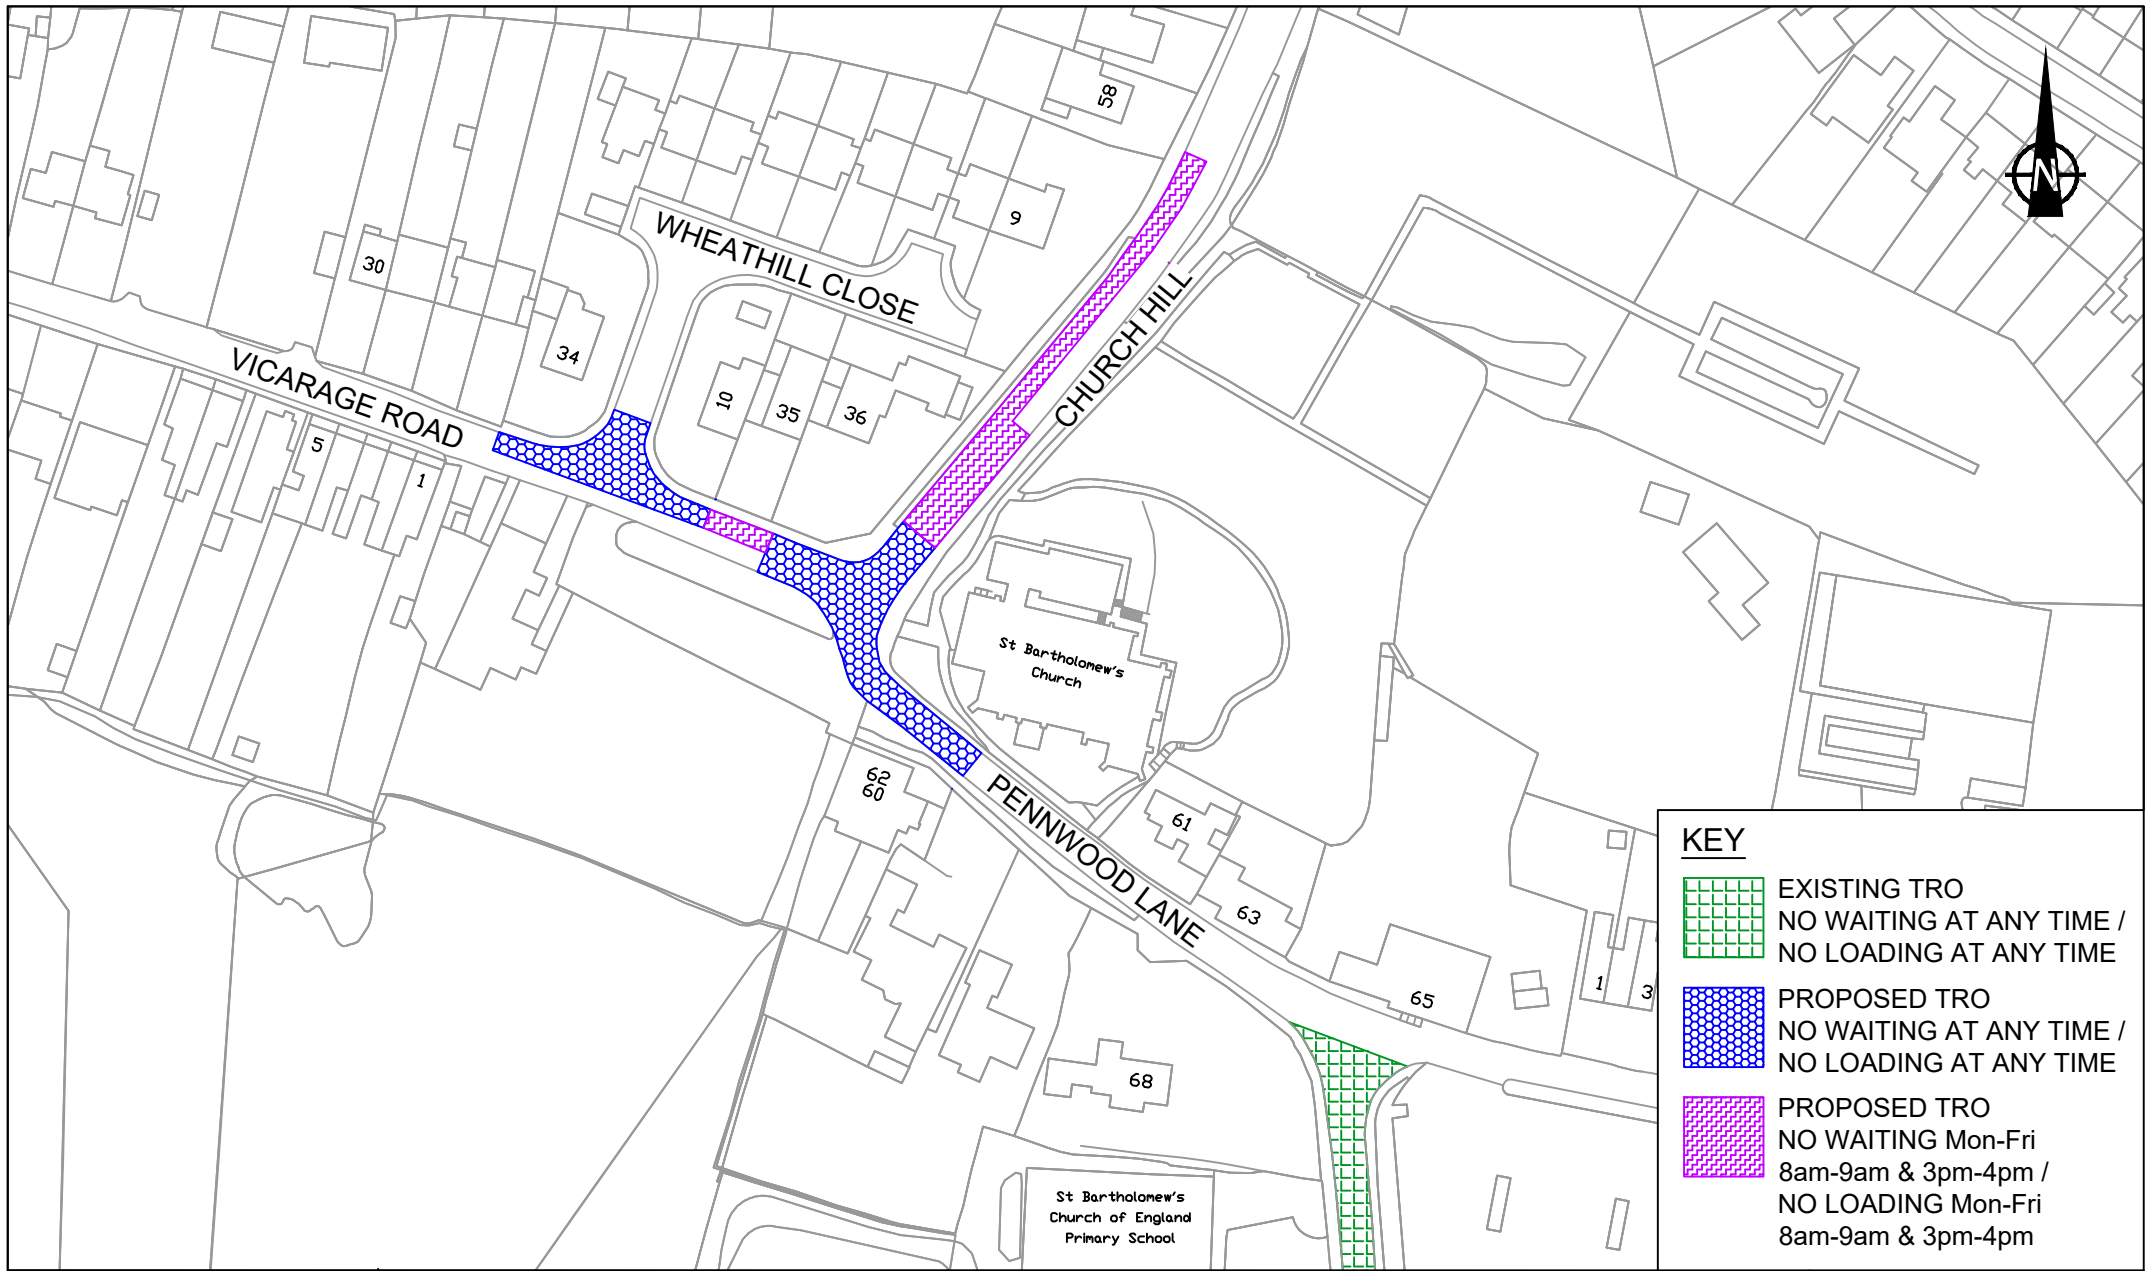 58
N
9
WHEATHILL CLOSE
30
34
VICARAGE ROAD
CHURCH HILL
10
35
36
5
1
St Bartholomew's
Church
62
60
PENNWOOD LANE
61
63
65
1
3
68
St Bartholomew's
Church of England
Primary School
KEY
EXISTING TRO
NO WAITING AT ANY TIME /
NO LOADING AT ANY TIME
PROPOSED TRO
NO WAITING AT ANY TIME /
NO LOADING AT ANY TIME
PROPOSED TRO
NO WAITING Mon-Fri
8am-9am & 3pm-4pm /
NO LOADING Mon-Fri
8am-9am & 3pm-4pm